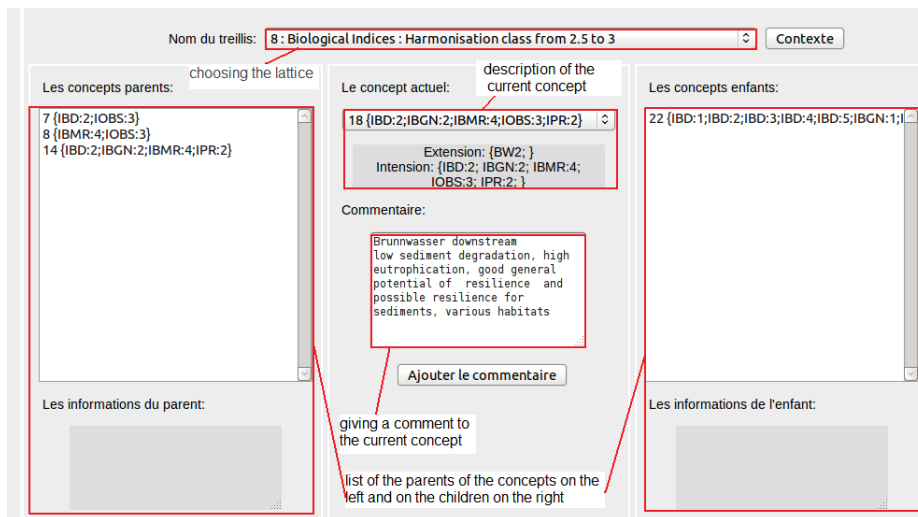 Nom du treillis: 8 : Biological Indices : Harmonisation class from 2.5 to 3 Contexte
choosing the lattice
description of the
current concept
Les concepts parents:
7 {IBD:2;IOBS:3}
8 {IBMR:4;IOBS:3}
14 {IBD:2;IBGN:2;IBMR:4;IPR:2}
Les informations du parent:
Le concept actuel:
18 {IBD:2;IBGN:2;IBMR:4;IOBS:3;IPR:2}
Extension: {BW2; }
Intension: {IBD:2; IBGN:2; IBMR:4;
IOBS:3; IPR:2; }
Commentaire:
Brunnwasser downstream
low sediment degradation, high
eutrophication, good general
potential of resilience and
possible resilience for
sediments, various habitats
Ajouter le commentaire
giving a comment to
the current concept
list of the parents of the concepts on the
left and on the children on the right
Les concepts enfants:
22 {IBD:1;IBD:2;IBD:3;IBD:4;IBD:5;IBGN:1;I
Les informations de l'enfant: